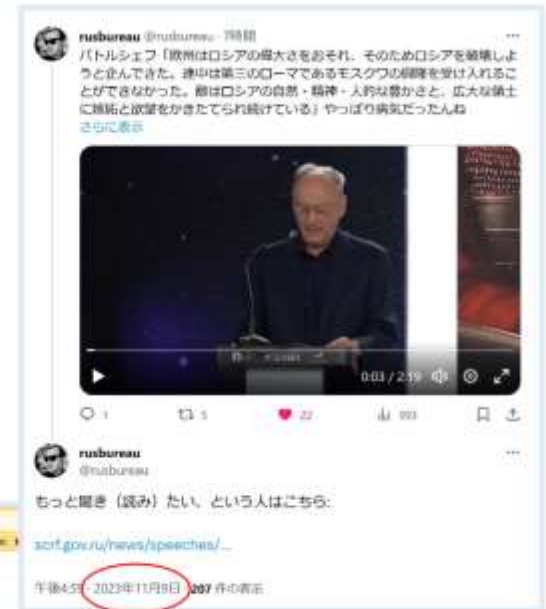 rusbureau @rusbureau · 7時間
パトルシェフ「欧州はロシアの偉大さをおそれ、そのためロシアを破壊しよ
うと企んできた。連中は第三のローマであるモスクワの興隆を受け入れるこ
とができなかった。敵はロシアの自然・精神・人的な豊かさと、広大な領土
に嫉妬と欲望をかきたてられ続けている」やっぱり病気だったんね
さらに表示
0:03 / 2:19
1
5
22
993
rusbureau
@rusbureau
もっと聞き（読み）たい、という人はこちら:
scrf.gov.ru/news/speeches/...
午後4:59 · 2023年11月9日 · 207 件の表示